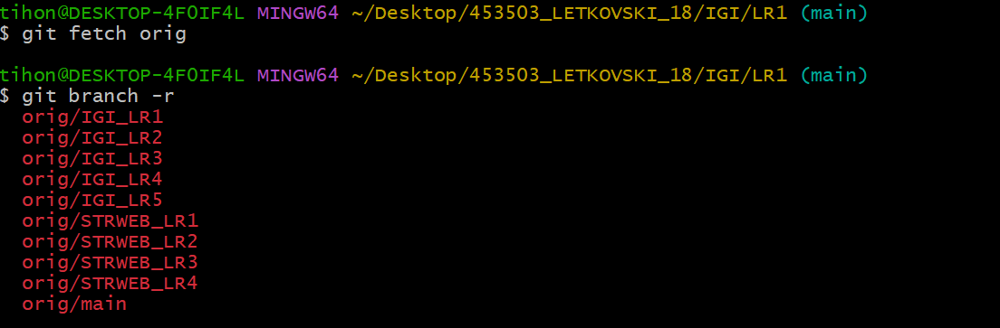 tihon@DESKTOP-4F0IF4L MINGW64 ~/Desktop/453503_LETKOVSKI_18/IGI/LR1 (main)
$ git fetch orig
tihon@DESKTOP-4F0IF4L MINGW64 ~/Desktop/453503_LETKOVSKI_18/IGI/LR1 (main)
$ git branch -r
orig/IGI_LR1
orig/IGI_LR2
orig/IGI_LR3
orig/IGI_LR4
orig/IGI_LR5
orig/STRWEB_LR1
orig/STRWEB_LR2
orig/STRWEB_LR3
orig/STRWEB_LR4
orig/main